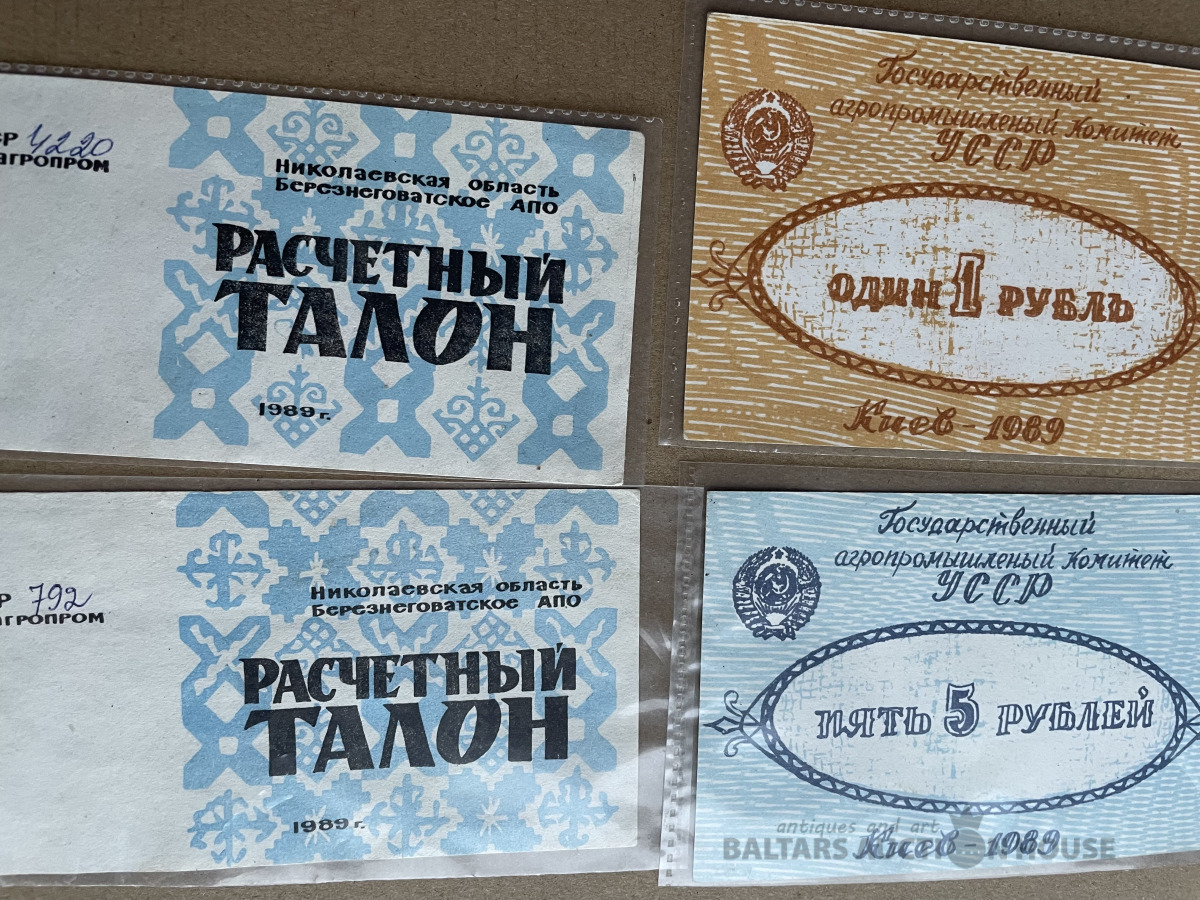 4220
АГРОПРОМ
Николаевская область
Березнеговатское АПО
РАСЧЕТНЫЙ
ТАЛОН
1989 г.
Государственный
агропромышленый комитет
УССР
ОДИН 1 РУБЛЬ
Киев - 1989
792
Николаевская область
Березнеговатское АПО
РАСЧЕТНЫЙ
ТАЛОН
1989 г.
Государственный
агропромышленый комитет
УССР
ПЯТЬ 5 РУБЛЕЙ
Киев - 1989
antiques and art
BALTARS HOUSE